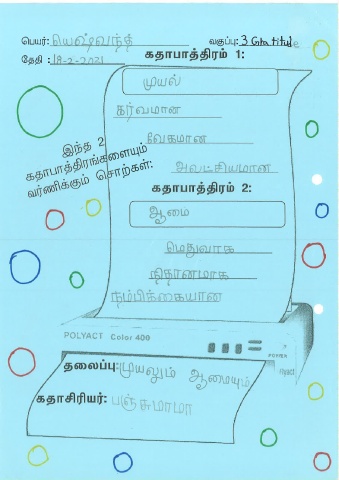 பெயர்: யெஷ்வந்த் வகுப்பு: 3 Gratitude
தேதி : 18-2-2021
கதாபாத்திரம் 1:
முயல்
கர்வமான
வேகமான
அலட்சியமான
இந்த 2
கதாபாத்திரங்களையும்
வர்ணிக்கும் சொற்கள்:
கதாபாத்திரம் 2:
ஆமை
மெதுவாக
நிதானமாக
நம்பிக்கையான
POLYACT Color 400
POWER
தலைப்பு: முயலும் ஆமையும்
கதாசிரியர்: பஞ்சுமாமா